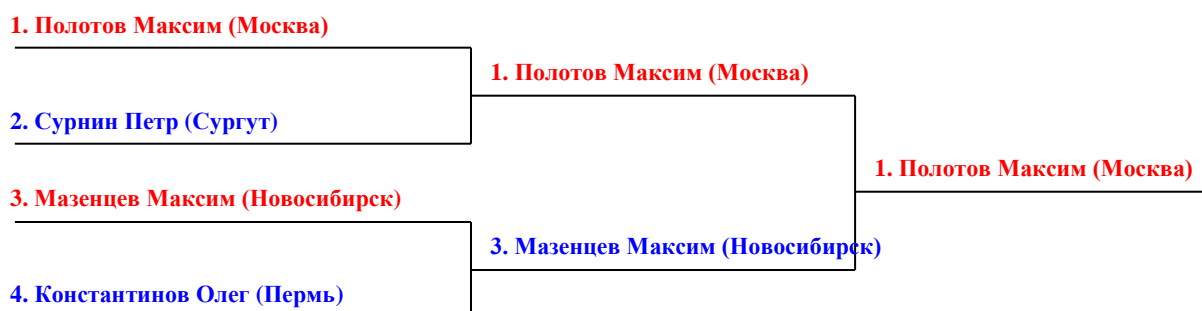 1. Полотов Максим (Москва)
1. Полотов Максим (Москва)
2. Сурнин Петр (Сургут)
1. Полотов Максим (Москва)
3. Мазенцев Максим (Новосибирск)
3. Мазенцев Максим (Новосибирск)
4. Константинов Олег (Пермь)